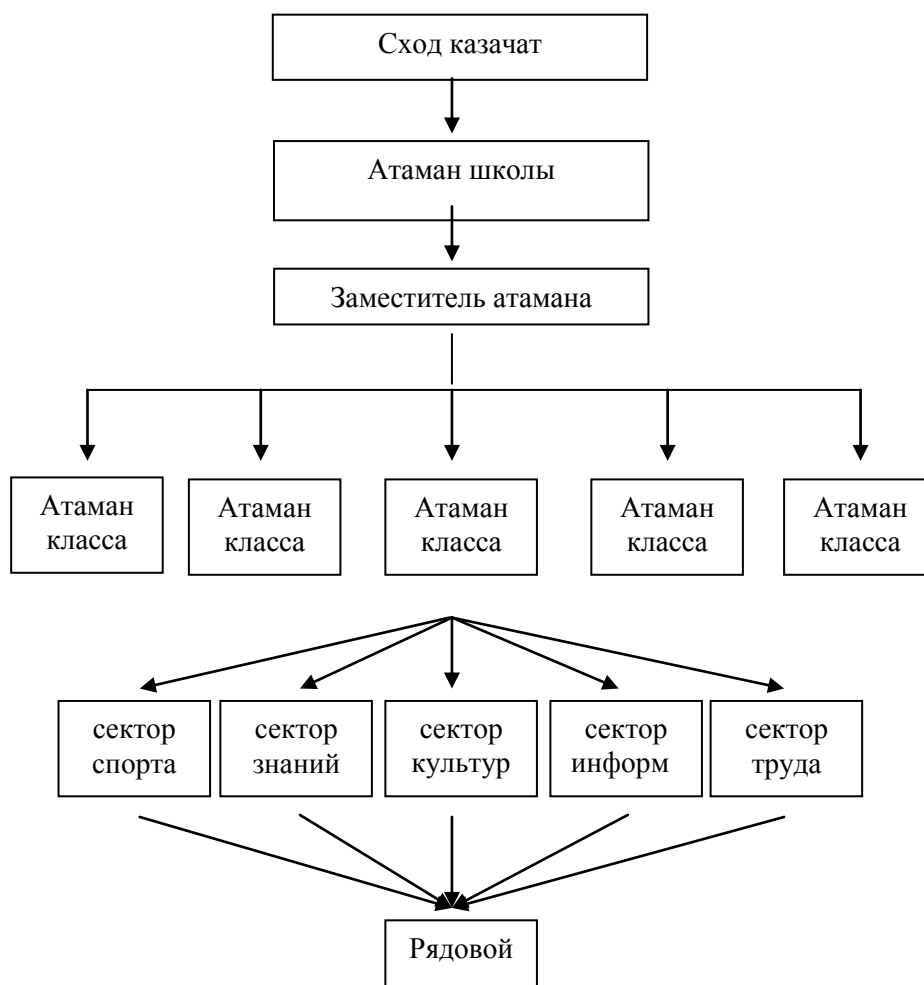 Сход казачат
Атаман школы
Заместитель атамана
Атаман
класса
Атаман
класса
Атаман
класса
Атаман
класса
Атаман
класса
сектор
спорта
сектор
знаний
сектор
культур
сектор
информ
сектор
труда
Рядовой